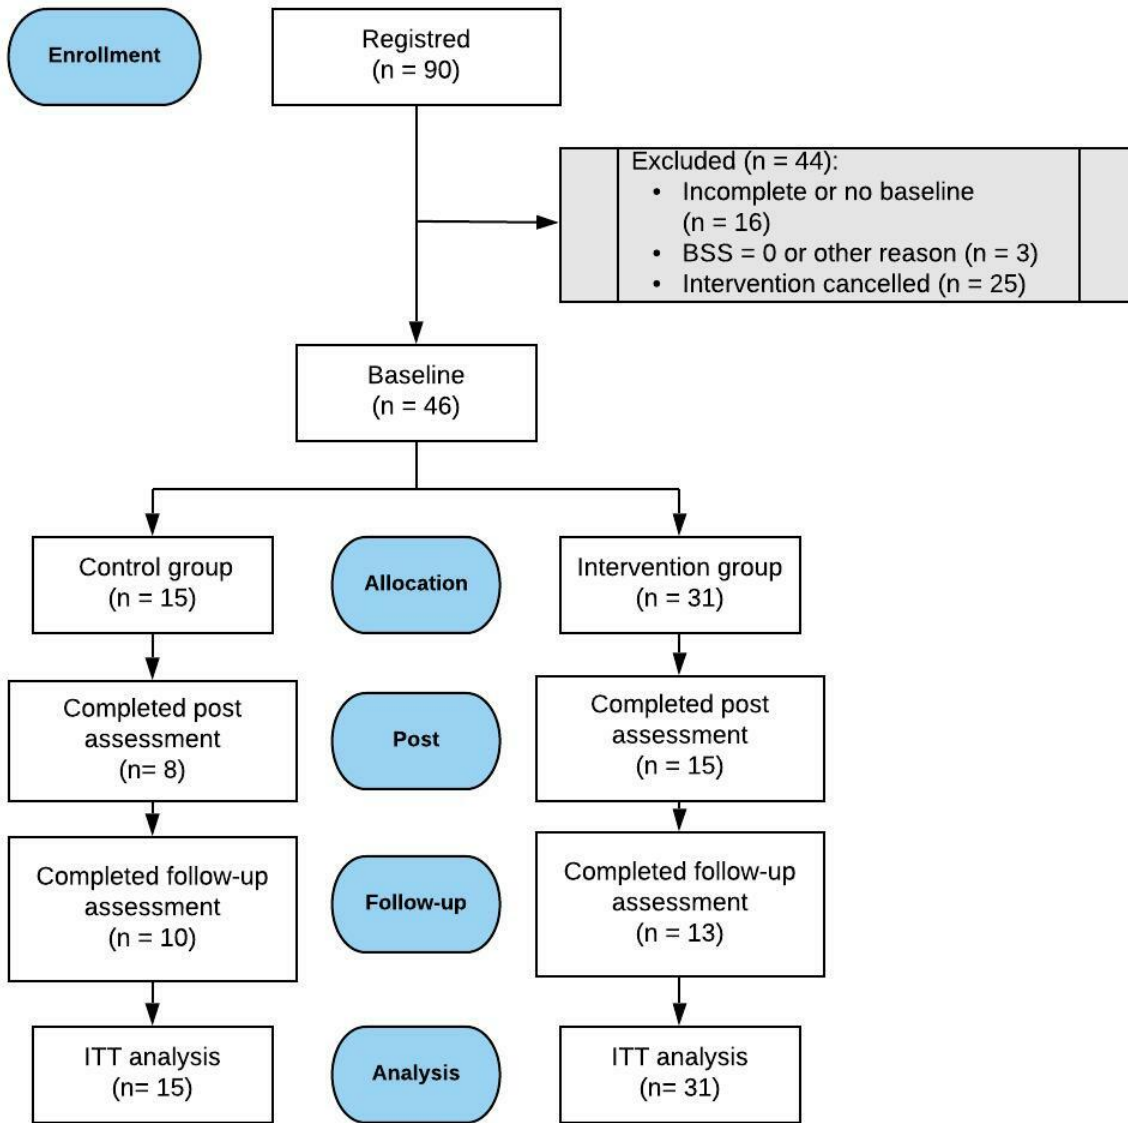 Enrollment
Registred
(n = 90)
Excluded (n = 44):
• Incomplete or no baseline
(n = 16)
• BSS = 0 or other reason (n = 3)
• Intervention cancelled (n = 25)
Baseline
(n = 46)
Control group
(n = 15)
Allocation
Intervention group
(n = 31)
Completed post
assessment
(n= 8)
Post
Completed post
assessment
(n = 15)
Completed follow-up
assessment
(n = 10)
Follow-up
Completed follow-up
assessment
(n = 13)
ITT analysis
(n= 15)
Analysis
ITT analysis
(n= 31)